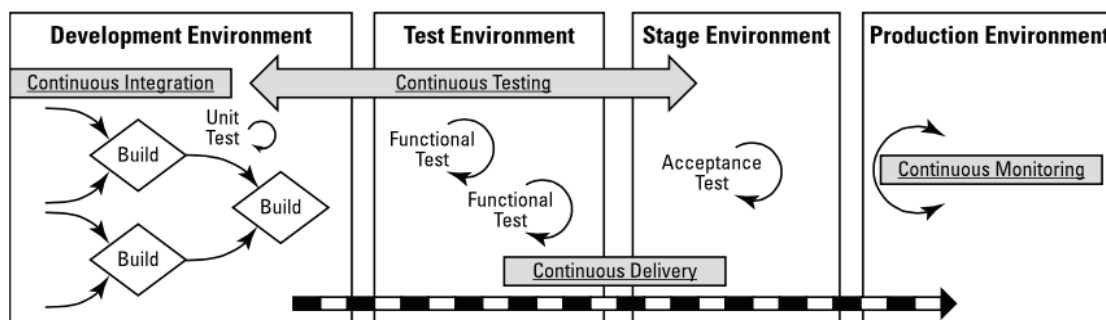 Development Environment
Test Environment
Stage Environment
Production Environment
Continuous Integration
Continuous Testing
Unit
Test
Build
Build
Build
Functional
Test
Functional
Test
Acceptance
Test
Continuous Monitoring
Continuous Delivery